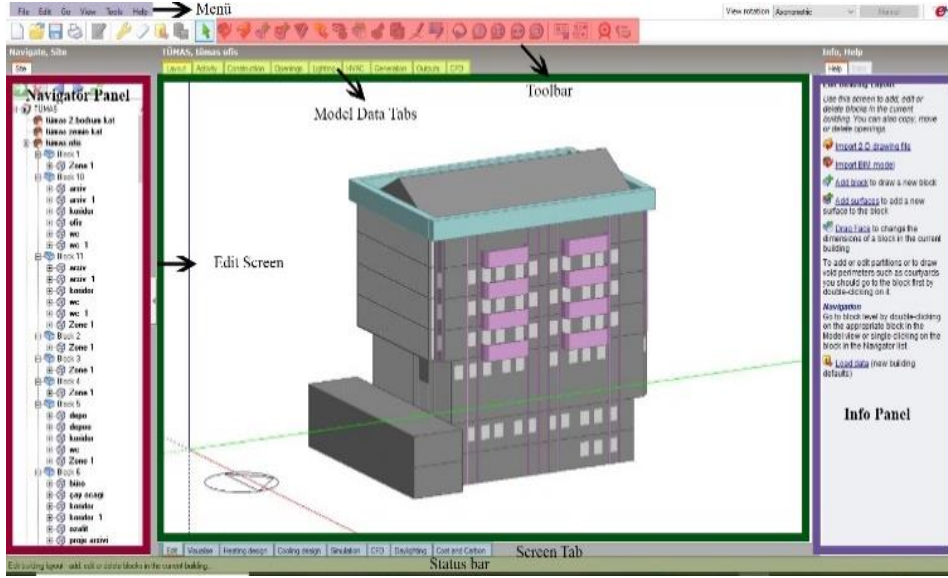 File Edit Go View Tools Help
Menü
View rotation Axonometric
Normal
Navigate, Site
TÜMAS, tümas ofis
Info, Help
Site
Layout Activity Construction Openings Lighting HVAC Generation Outputs CFD
Help Data
Toolbar
Model Data Tabs
Navigator Panel
TÜMAS
tümas 2.bodrum kat
tümas zemin kat
tümas ofis
Block 1
Zone 1
Block 10
arsiv
arsiv 1
koridor
ofis
wc
wc 1
Block 11
arsiv
arsiv 1
koridor
wc
wc 1
Zone 1
Block 2
Zone 1
Block 3
Zone 1
Block 4
Zone 1
Block 5
depo
depoo
koridor
wc
Zone 1
Block 6
büro
çay ocagi
koridor
koridor 1
ozalit
proje arsivi
Edit Screen
Edit Building Layout
Use this screen to add, edit or
delete blocks in the current
building. You can also copy, move
or delete openings.
Import 2-D drawing file
Import BIM model
Add block to draw a new block
Add surfaces to add a new
surface to the block
Drag Face to change the
dimensions of a block in the current
building
To add or edit partitions or to draw
void perimeters such as courtyards
you should go to the block first by
double-clicking on it.
Navigation
Go to block level by double-clicking
on the appropriate block in the
Model view or single-clicking on the
block in the Navigator list
Load data (new building
defaults)
Info Panel
Edit Visualise Heating design Cooling design Simulation CFD Daylighting Cost and Carbon
Screen Tab
Edit building layout - add, edit or delete blocks in the current building.
Status bar